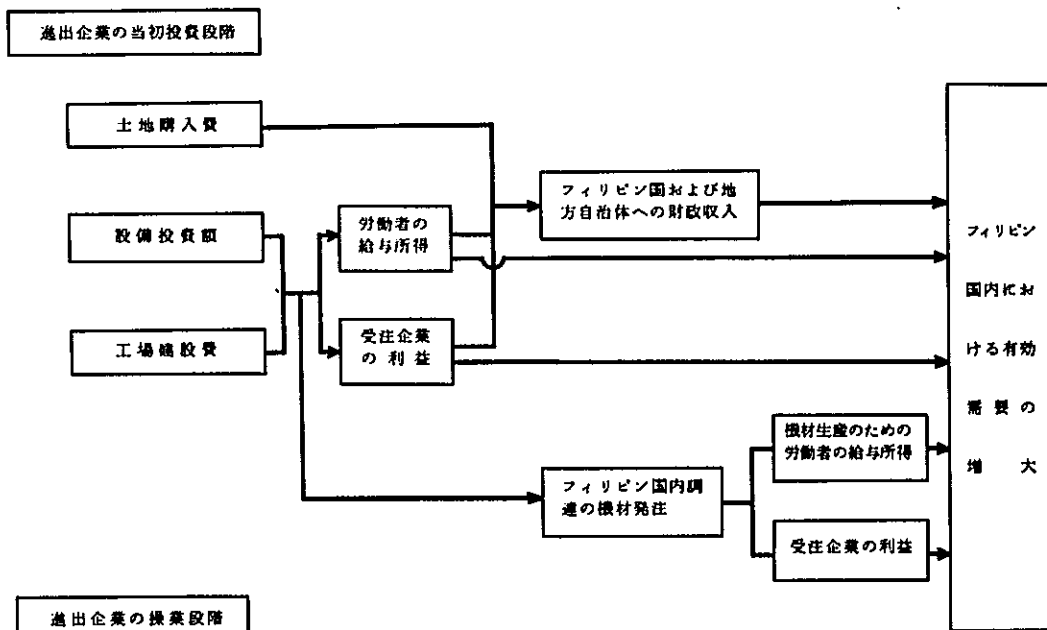 進出企業の当初投資段階
土地購入費
設備投資額
工場建設費
労働者の
給与所得
受注企業
の利益
フィリピン国および地
方自治体への財政収入
フィリピン国内調
達の機材発注
機材生産のための
労働者の給与所得
受注企業の利益
フィリピン
国内にお
ける有効
需要の
増大
進出企業の操業段階